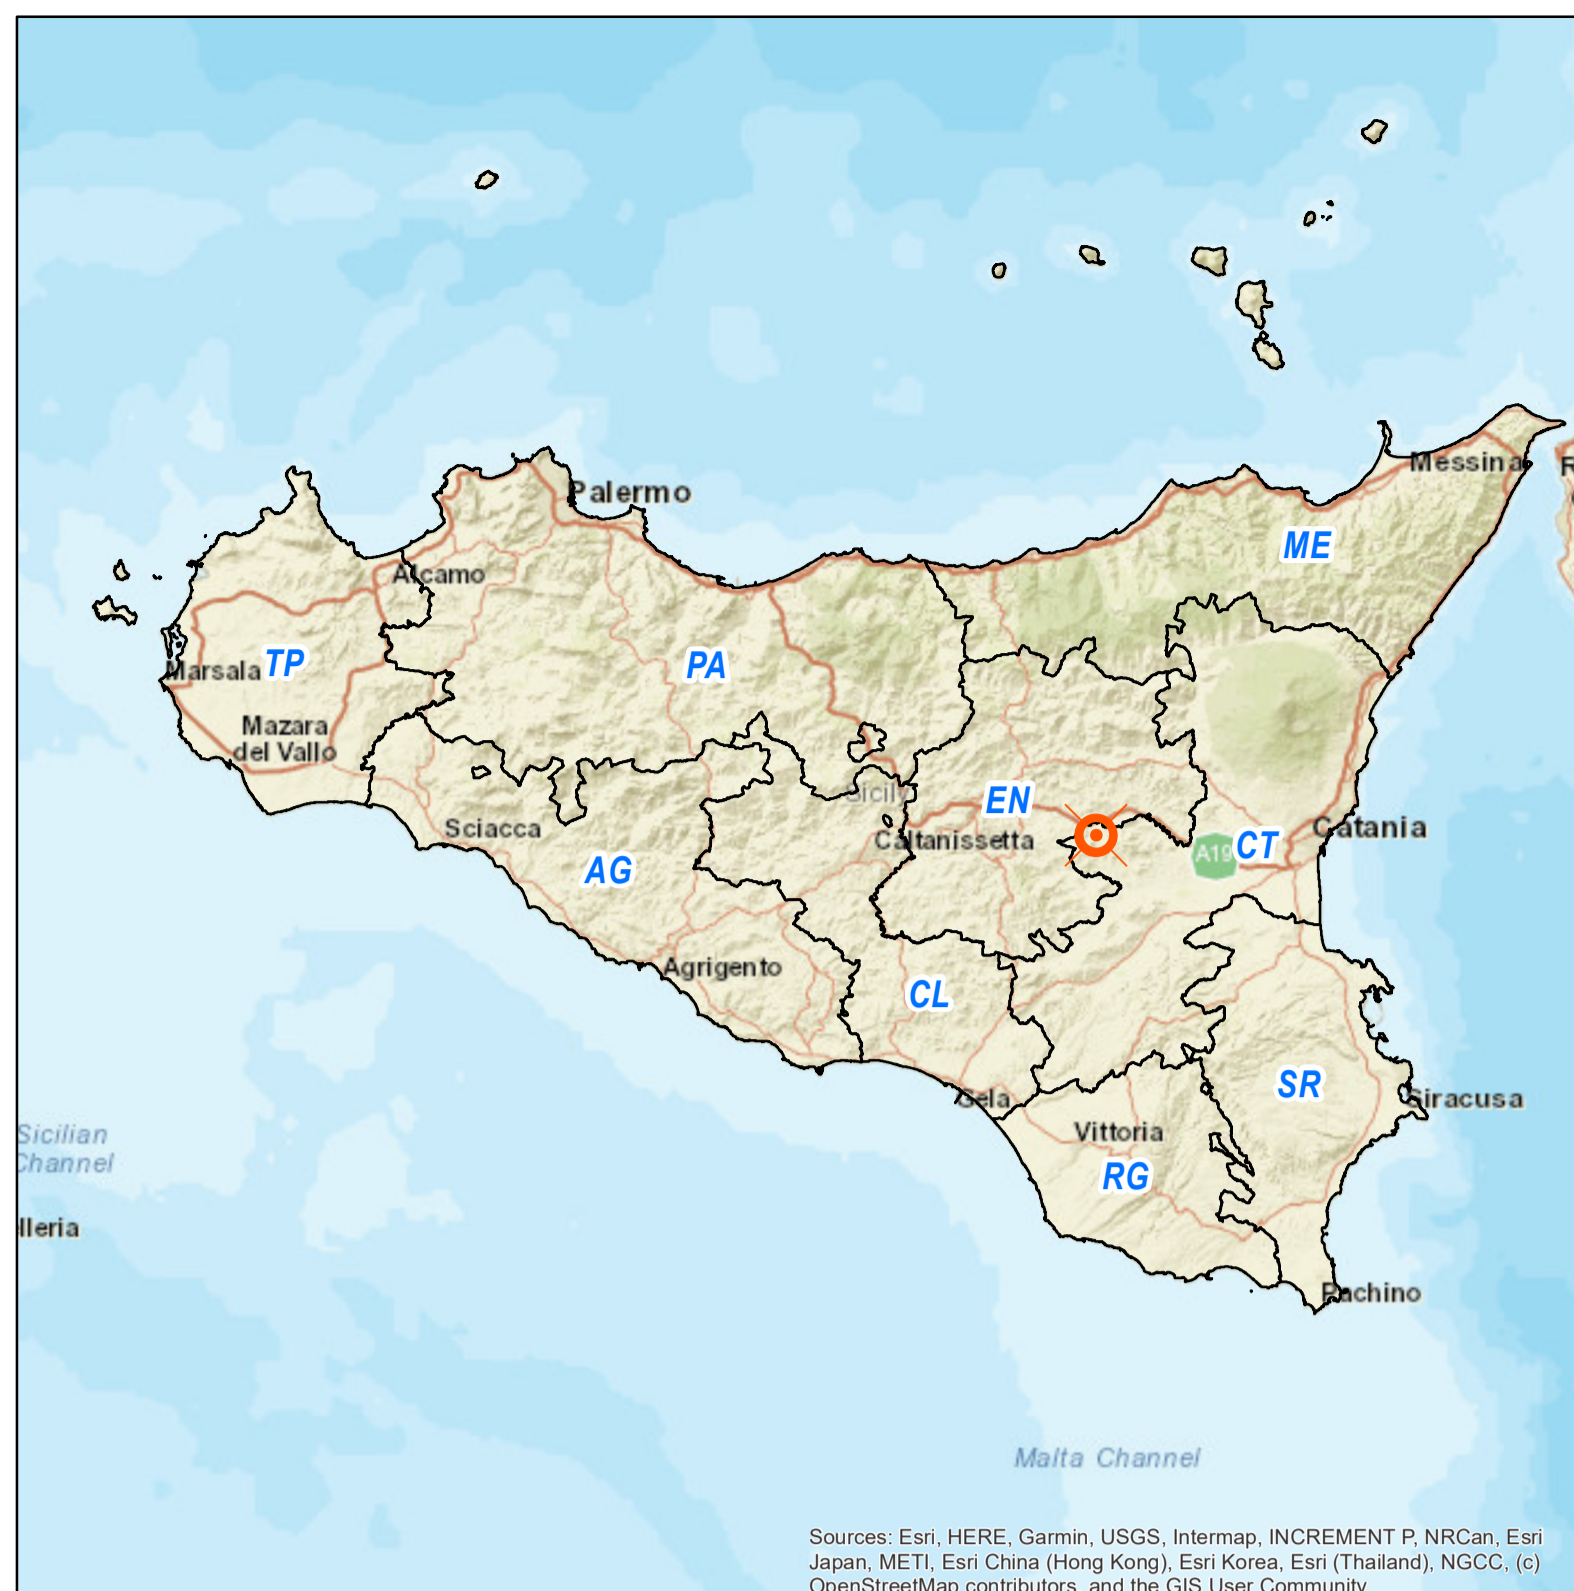 Messina
R
Palermo
ME
Alcamo
TP
PA
Marsala
Mazara
del Vallo
Sicily
EN
Sciacca
Caltanissetta
Catania
A19
CT
AG
Agrigento
CL
SR
Gela
Siracusa
Vittoria
Sicilian
Channel
RG
lleria
Pachino
Malta Channel
Sources: Esri, HERE, Garmin, USGS, Intermap, INCREMENT P, NRCan, Esri
Japan, METI, Esri China (Hong Kong), Esri Korea, Esri (Thailand), NGCC, (c)
OpenStreetMap contributors, and the GIS User Community